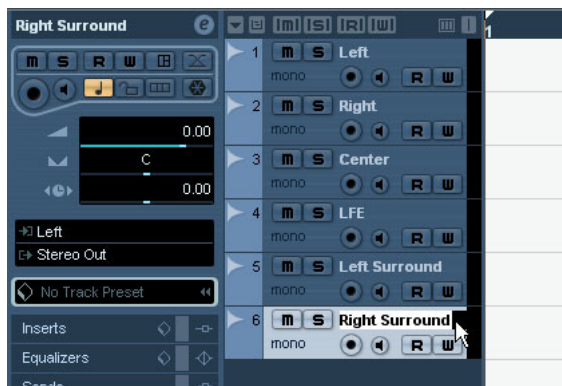 Right Surround e
m S R W
0.00
C
0.00
Left
Stereo Out
No Track Preset
Inserts
Equalizers
Sends
m S R W
1
1 m S Left
mono R W
2 m S Right
mono R W
3 m S Center
mono R W
4 m S LFE
mono R W
5 m S Left Surround
mono R W
6 m S Right Surround
mono R W